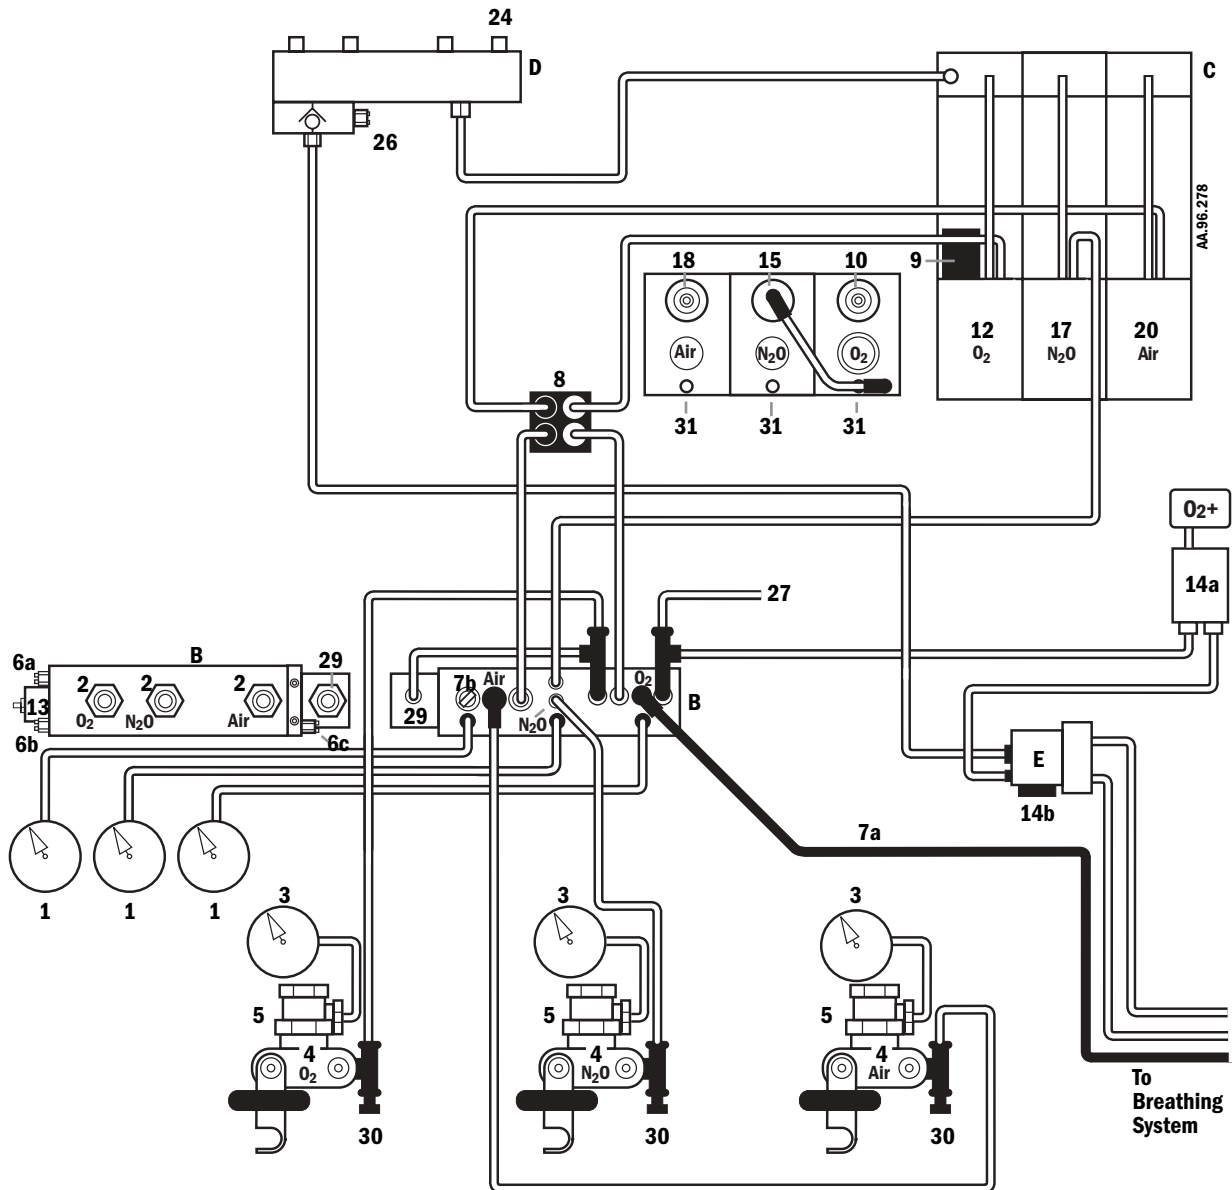 24
D
C
26
AA.96.278
9
18
15
10
Air
N2O
O2
12
O2
17
N2O
20
Air
8
31
31
31
O2+
14a
27
6a
B
29
2
2
2
13
O2
N2O
Air
6b
6c
7b
Air
O2
B
29
N2O
E
14b
7a
1
1
1
3
3
3
5
5
5
4
O2
4
N2O
4
Air
30
30
30
To
Breathing
System